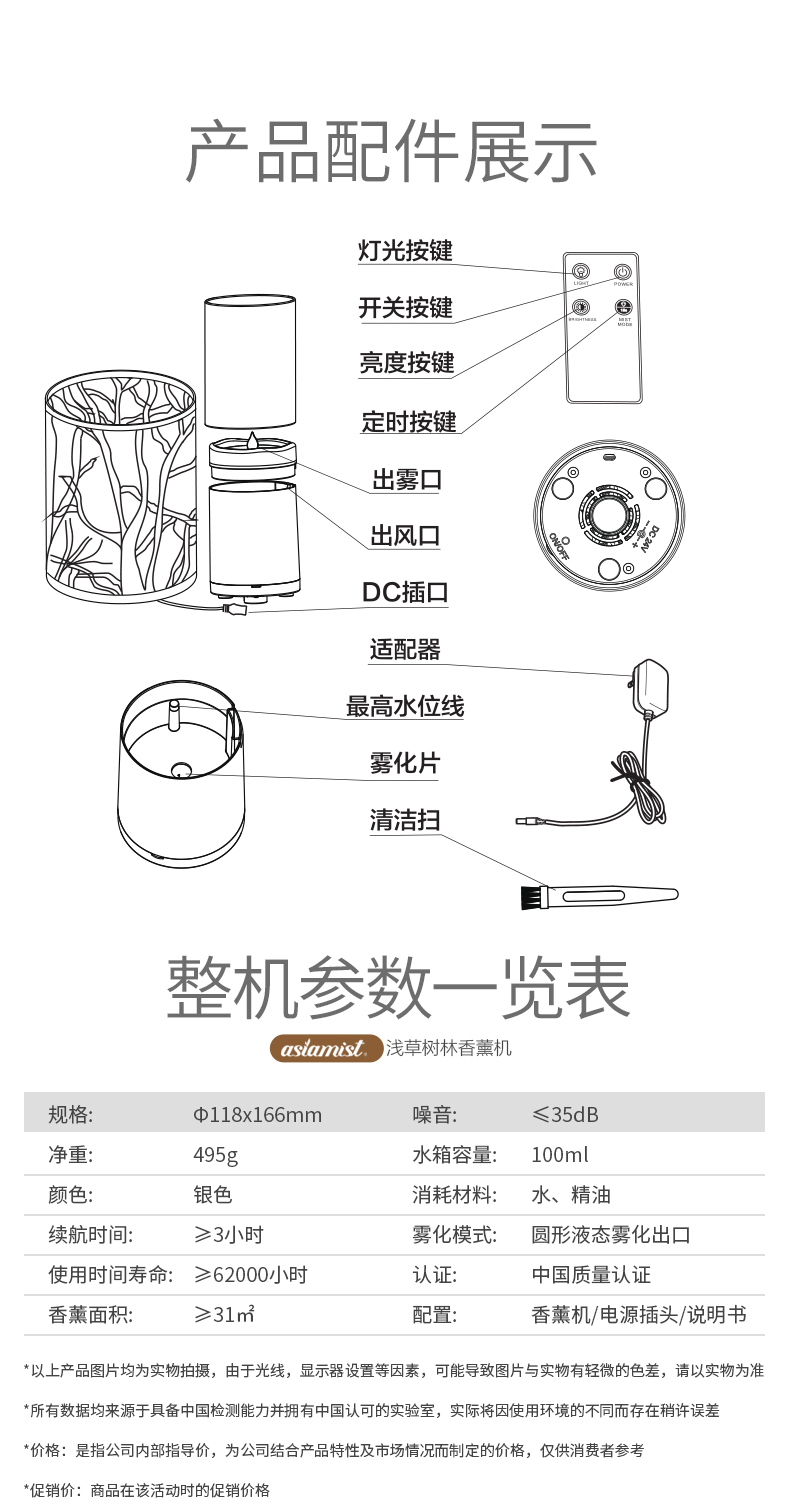 产品配件展示
灯光按键
LIGHT
POWER
开关按键
BRIGHTNESS
MIST
MODE
亮度按键
定时按键
出雾口
出风口
ON/OFF
DC 24V
DC插口
适配器
最高水位线
雾化片
清洁扫
整机参数一览表
asiamist 浅草树林香薰机
规格: Φ118x166mm 噪音: ≤35dB
净重: 495g 水箱容量: 100ml
颜色: 银色 消耗材料: 水、精油
续航时间: ≥3小时 雾化模式: 圆形液态雾化出口
使用时间寿命: ≥62000小时 认证: 中国质量认证
香薰面积: ≥31㎡ 配置: 香薰机/电源插头/说明书
*以上产品图片均为实物拍摄，由于光线，显示器设置等因素，可能导致图片与实物有轻微的色差，请以实物为准
*所有数据均来源于具备中国检测能力并拥有中国认可的实验室，实际将因使用环境的不同而存在稍许误差
*价格：是指公司内部指导价，为公司结合产品特性及市场情况而制定的价格，仅供消费者参考
*促销价：商品在该活动时的促销价格